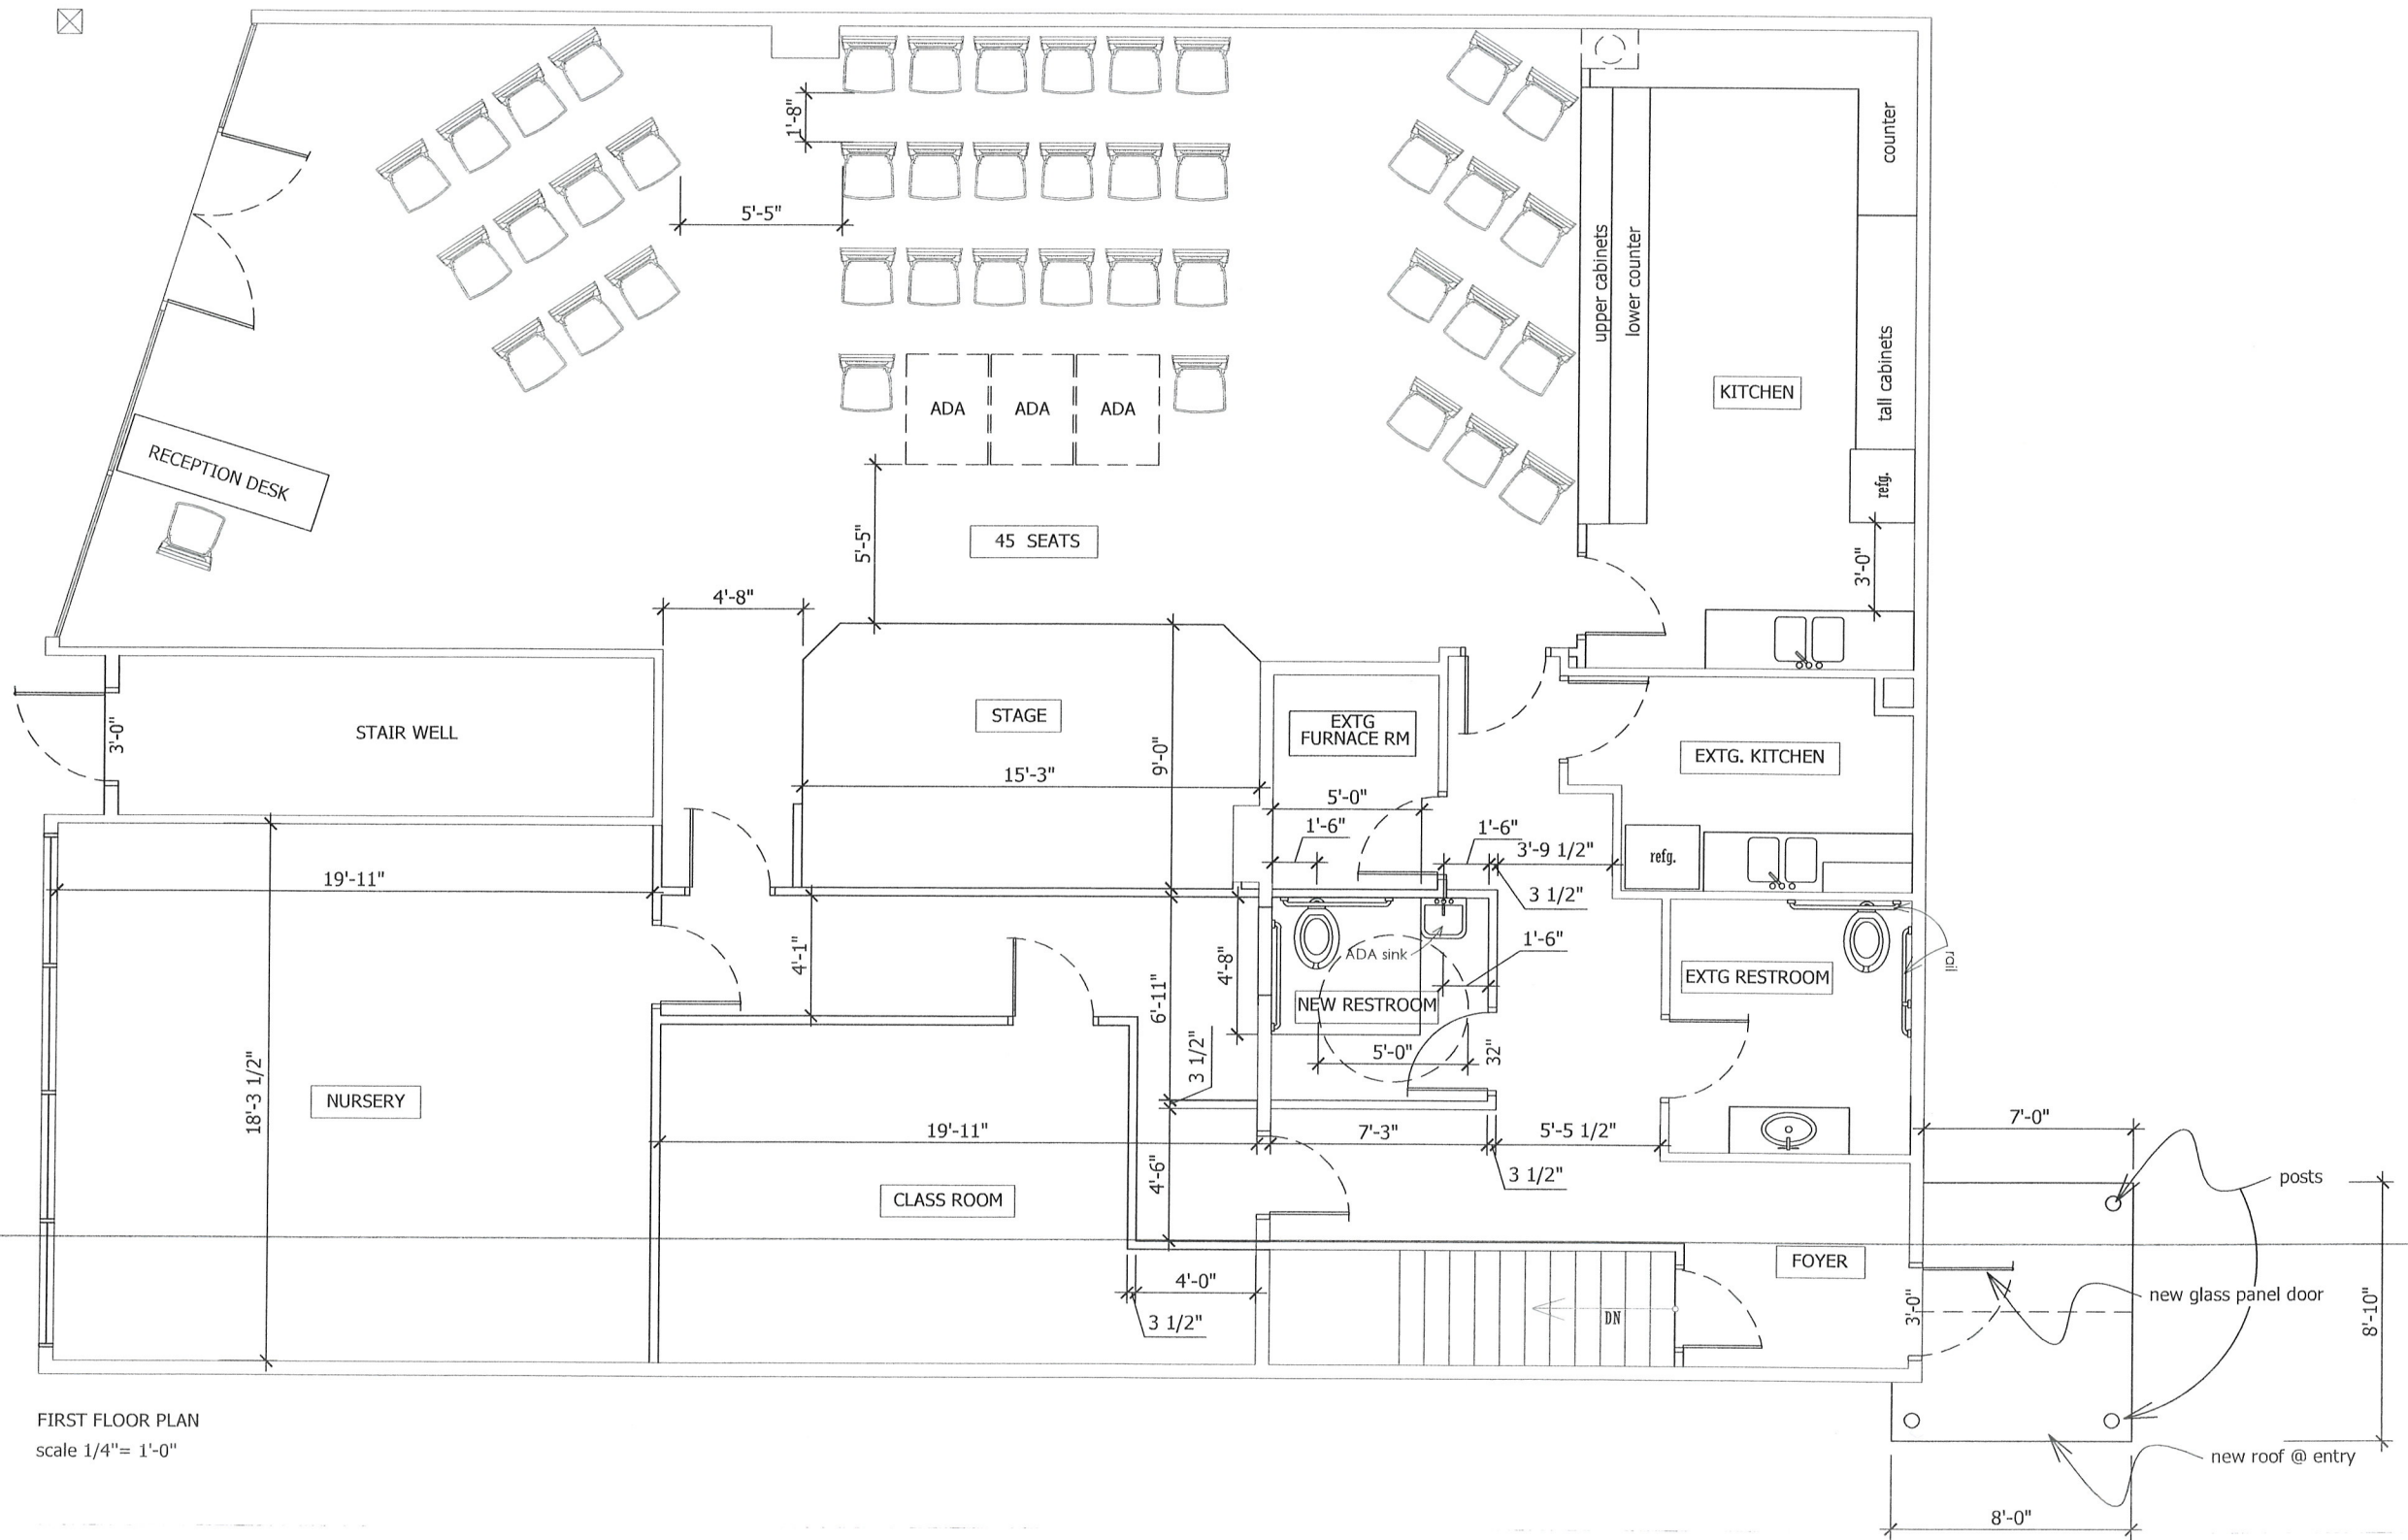 counter
1'-8"
5'-5"
upper cabinets
lower counter
tall cabinets
KITCHEN
ADA
ADA
ADA
RECEPTION DESK
refg.
5'-5"
45 SEATS
3'-0"
4'-8"
STAGE
EXTG
FURNACE RM
STAIR WELL
3'-0"
9'-0"
EXTG. KITCHEN
15'-3"
5'-0"
1'-6"
1'-6"
3'-9 1/2"
refg.
19'-11"
3 1/2"
4'-1"
4'-8"
ADA sink
1'-6"
rail
EXTG RESTROOM
6'-11"
NEW RESTROOM
3 1/2"
5'-0"
32"
18'-3 1/2"
NURSERY
7'-0"
19'-11"
7'-3"
5'-5 1/2"
4'-6"
3 1/2"
posts
CLASS ROOM
FOYER
4'-0"
new glass panel door
3'-0"
8'-10"
3 1/2"
DN
FIRST FLOOR PLAN
scale 1/4"= 1'-0"
new roof @ entry
8'-0"